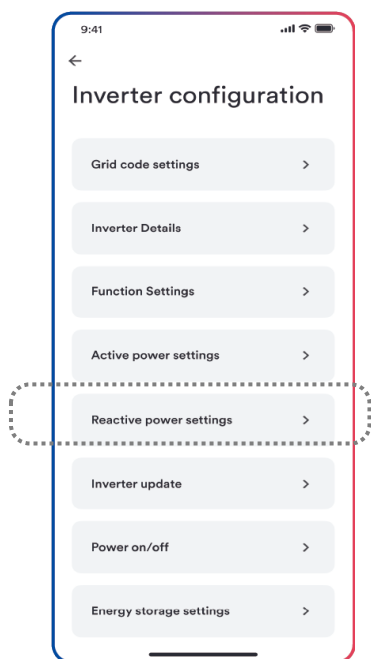 9:41
Inverter configuration
Grid code settings
Inverter Details
Function Settings
Active power settings
Reactive power settings
Inverter update
Power on/off
Energy storage settings